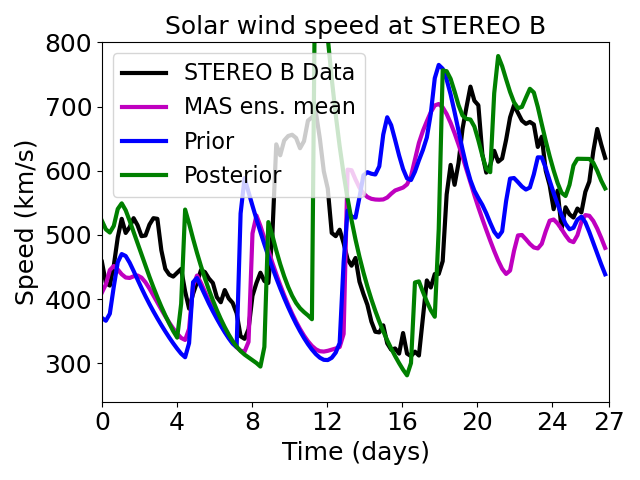 Solar wind speed at STEREO B
800
700
600
500
400
300
Speed (km/s)
STEREO B Data
MAS ens. mean
Prior
Posterior
0 4 8 12 16 20 24 27
Time (days)